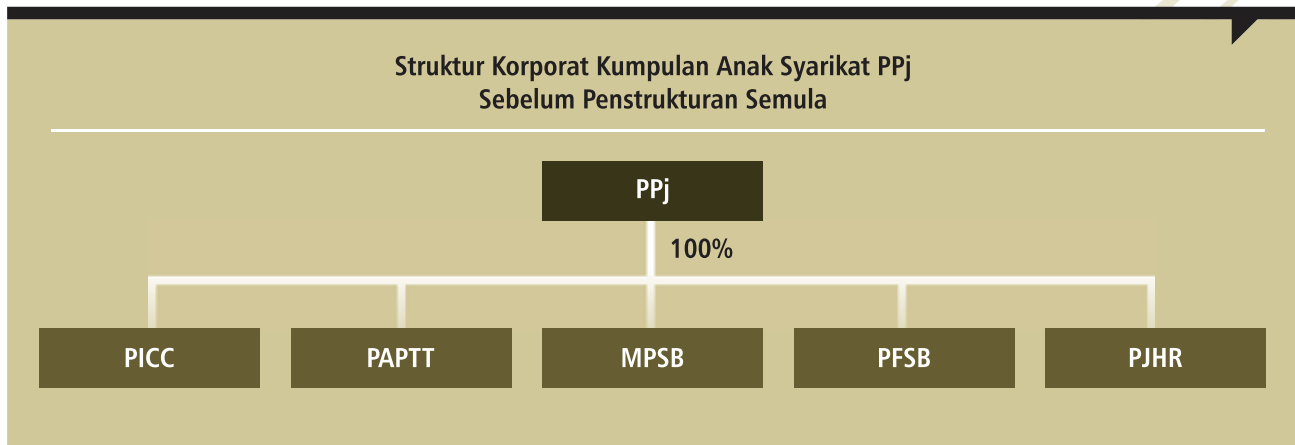 Struktur Korporat Kumpulan Anak Syarikat PPj
Sebelum Penstrukturan Semula
PPj
100%
PICC
PAPTT
MPSB
PFSB
PJHR